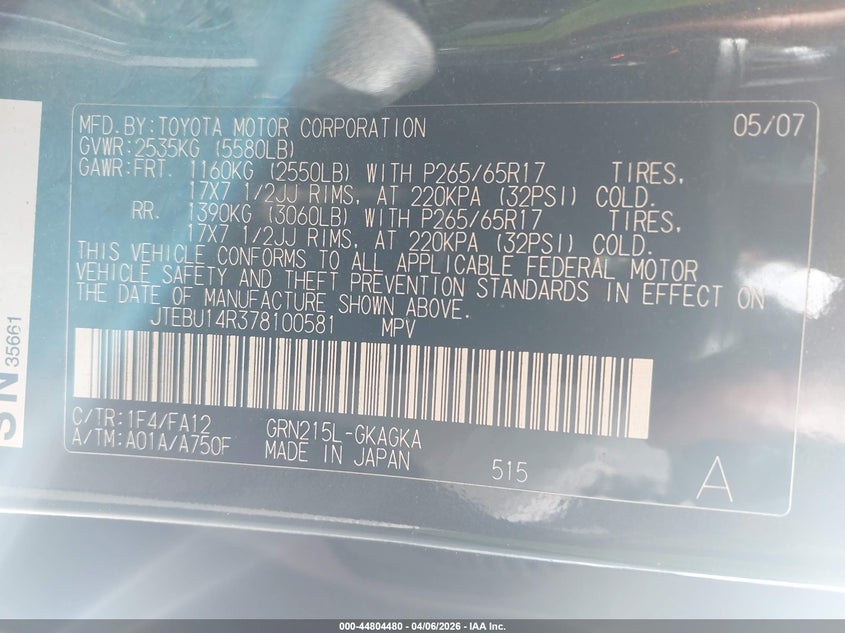 MFD.BY:TOYOTA MOTOR CORPORATION 05/07
GVWR:2535KG (5580LB)
GAWR:FRT. 1160KG (2550LB) WITH P265/65R17 TIRES,
17X7 1/2JJ RIMS, AT 220KPA (32PSI) COLD.
RR. 1390KG (3060LB) WITH P265/65R17 TIRES,
17X7 1/2JJ RIMS, AT 220KPA (32PSI) COLD.
THIS VEHICLE CONFORMS TO ALL APPLICABLE FEDERAL MOTOR
VEHICLE SAFETY AND THEFT PREVENTION STANDARDS IN EFFECT ON
THE DATE OF MANUFACTURE SHOWN ABOVE.
JTEBU14R378100581 MPV
C/TR:1F4/FA12 GRN215L-GKAGKA
A/TM:A01A/A750F MADE IN JAPAN 515 A
SN
35661
000-44804480 - 04/06/2026 - IAA Inc.